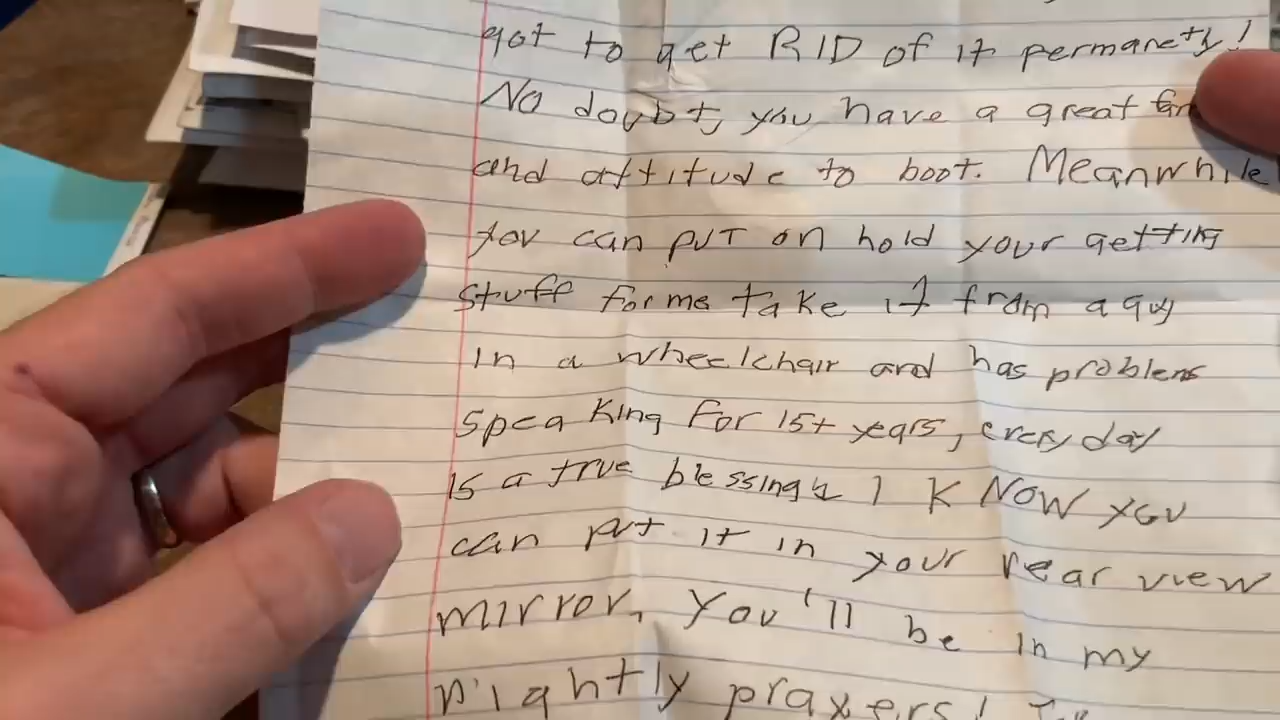 got to get RID of it permanetly!
No doubt, you have a great
and attitude to boot. Meanwhile
you can put on hold your getting
stuff for me take it from a guy
in a wheelchair and has problems
speaking for 15+ years, every day
is a true blessing! I KNOW you
can put it in your rear view
mirror, You'll be in my
nightly prayers!